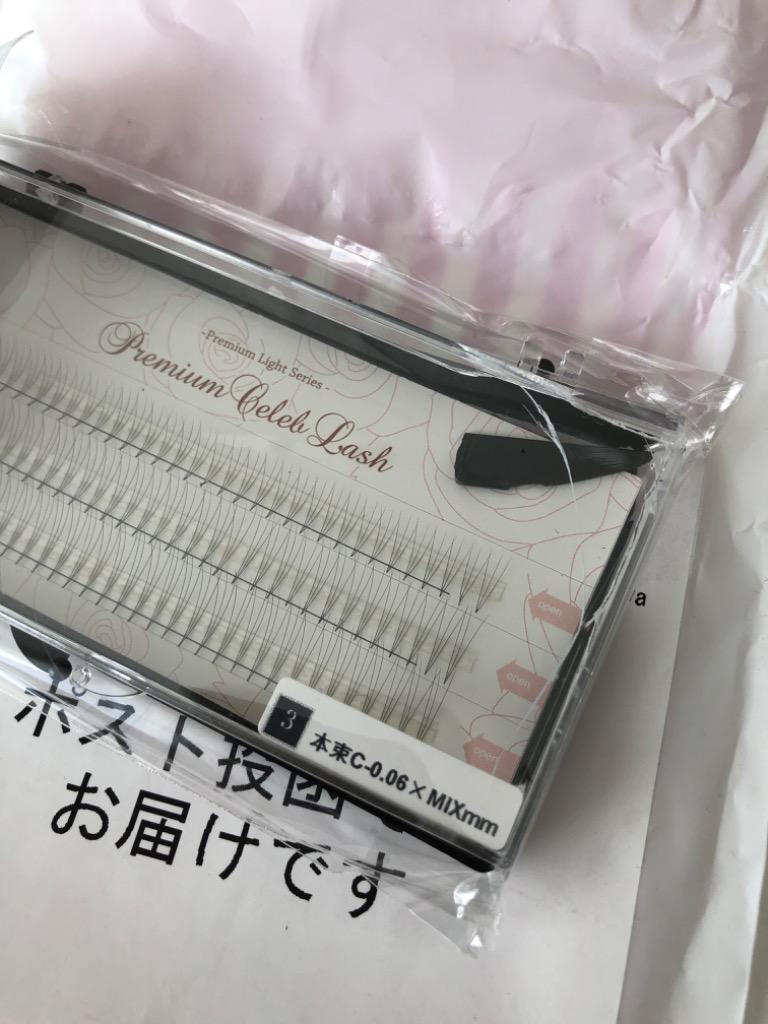 -Premium Light Series-
Premium Celeb Lash
open
open
open
3 本束C-0.06×MIXmm
a
ポスト投函で
お届けです